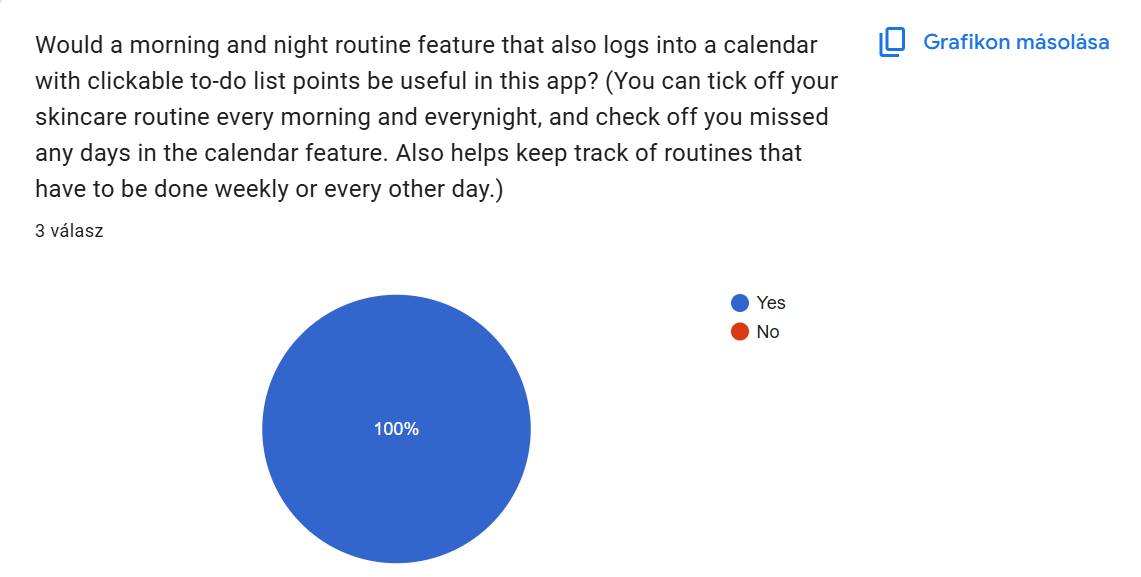 Would a morning and night routine feature that also logs into a calendar
with clickable to-do list points be useful in this app? (You can tick off your
skincare routine every morning and everynight, and check off you missed
any days in the calendar feature. Also helps keep track of routines that
have to be done weekly or every other day.)
Grafikon másolása
3 válasz
Yes
No
100%